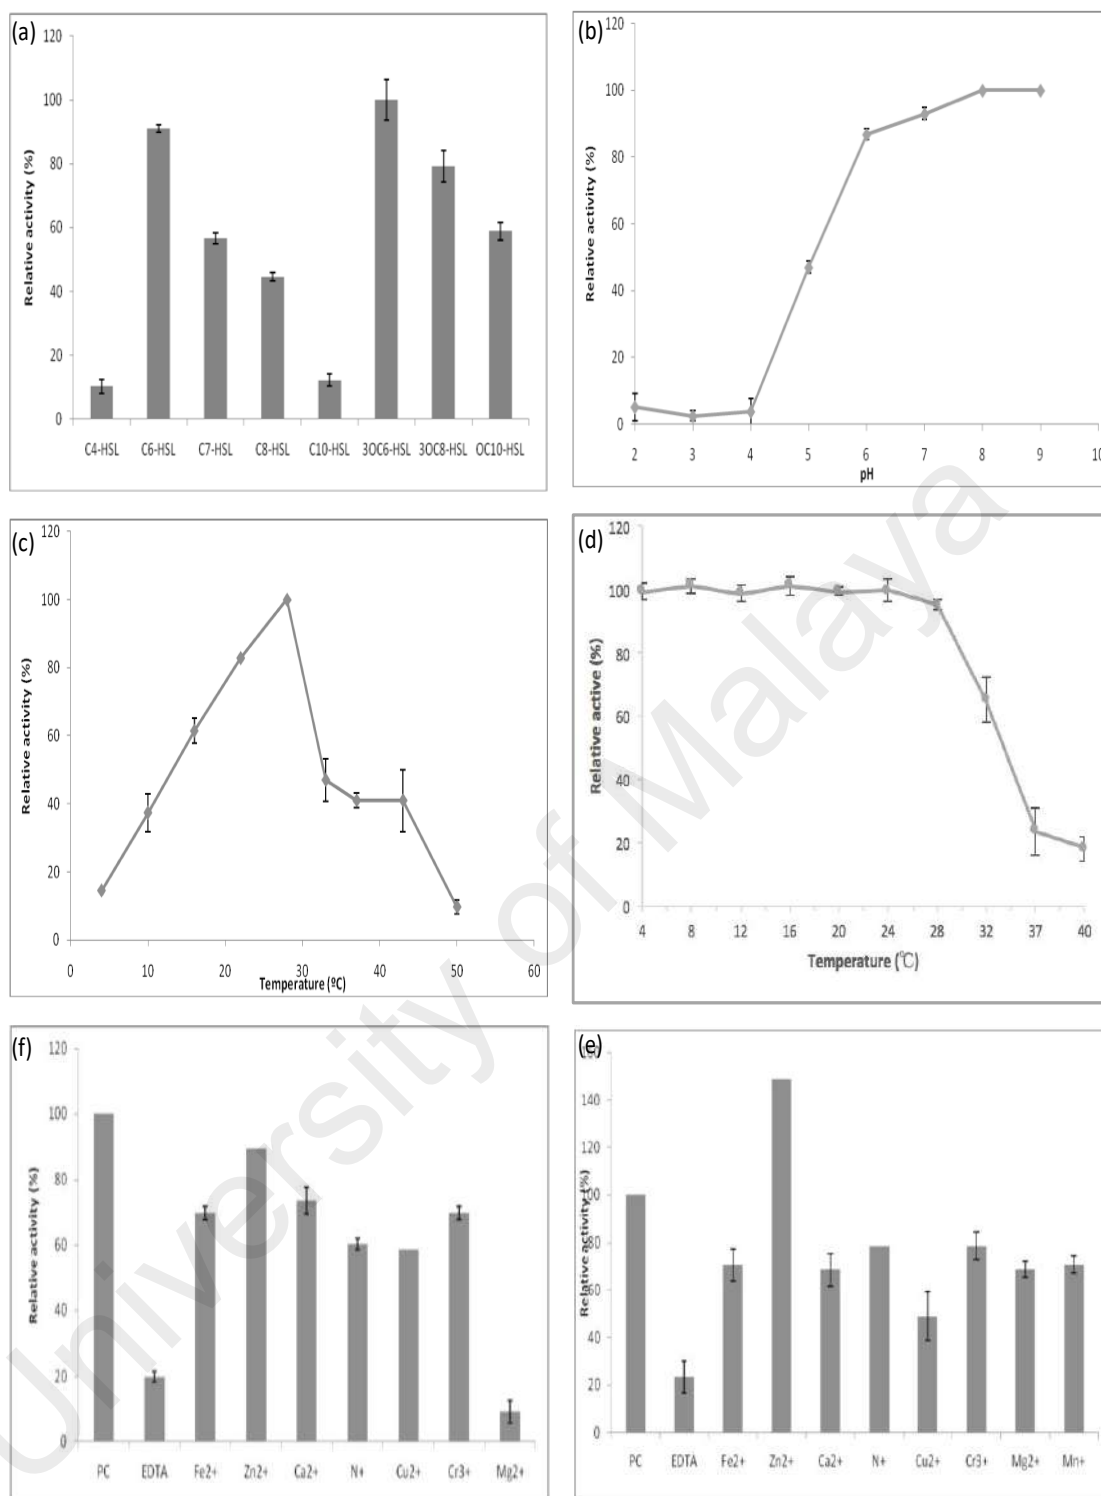 (a)
120
100
80
60
40
20
0
Relative activity (%)
C4-HSL C6-HSL C7-HSL C8-HSL C10-HSL 3OC6-HSL 3OC8-HSL OC10-HSL
(b)
120
100
80
60
40
20
0
Relative activity (%)
2 3 4 5 6 7 8 9 10
pH
(c)
120
100
80
60
40
20
0
Relative activity (%)
0 10 20 30 40 50 60
Temperature (ºC)
(d)
120
100
80
60
40
20
0
Relative active (%)
4 8 12 16 20 24 28 32 37 40
Temperature (℃)
(f)
120
100
80
60
40
20
0
Relative activity (%)
PC EDTA Fe2+ Zn2+ Ca2+ N+ Cu2+ Cr3+ Mg2+
(e)
160
140
120
100
80
60
40
20
0
Relative activity (%)
PC EDTA Fe2+ Zn2+ Ca2+ N+ Cu2+ Cr3+ Mg2+ Mn+
University of Malaya